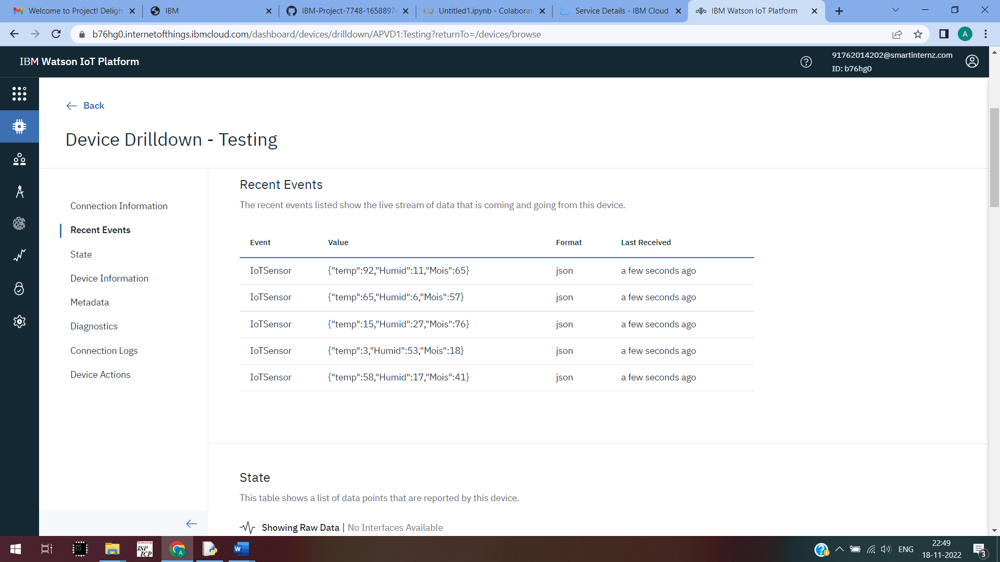 Welcome to Project! Deligh
IBM
IBM-Project-7748-16588974
Untitled1.ipynb - Colaborat
Service Details - IBM Cloud
IBM Watson IoT Platform
b76hg0.internetofthings.ibmcloud.com/dashboard/devices/drilldown/APVD1:Testing?returnTo=/devices/browse
A
IBM Watson IoT Platform
91762014202@smartinternz.com
ID: b76hg0
Back
Device Drilldown - Testing
Connection Information
Recent Events
State
Device Information
Metadata
Diagnostics
Connection Logs
Device Actions
Recent Events
The recent events listed show the live stream of data that is coming and going from this device.
Event Value Format Last Received
IoTSensor {"temp":92,"Humid":11,"Mois":65} json a few seconds ago
IoTSensor {"temp":65,"Humid":6,"Mois":57} json a few seconds ago
IoTSensor {"temp":15,"Humid":27,"Mois":76} json a few seconds ago
IoTSensor {"temp":3,"Humid":53,"Mois":18} json a few seconds ago
IoTSensor {"temp":58,"Humid":17,"Mois":41} json a few seconds ago
State
This table shows a list of data points that are reported by this device.
Showing Raw Data | No Interfaces Available
Nuvoton
ISP
ICP
A
W
ENG
22:49
18-11-2022
3